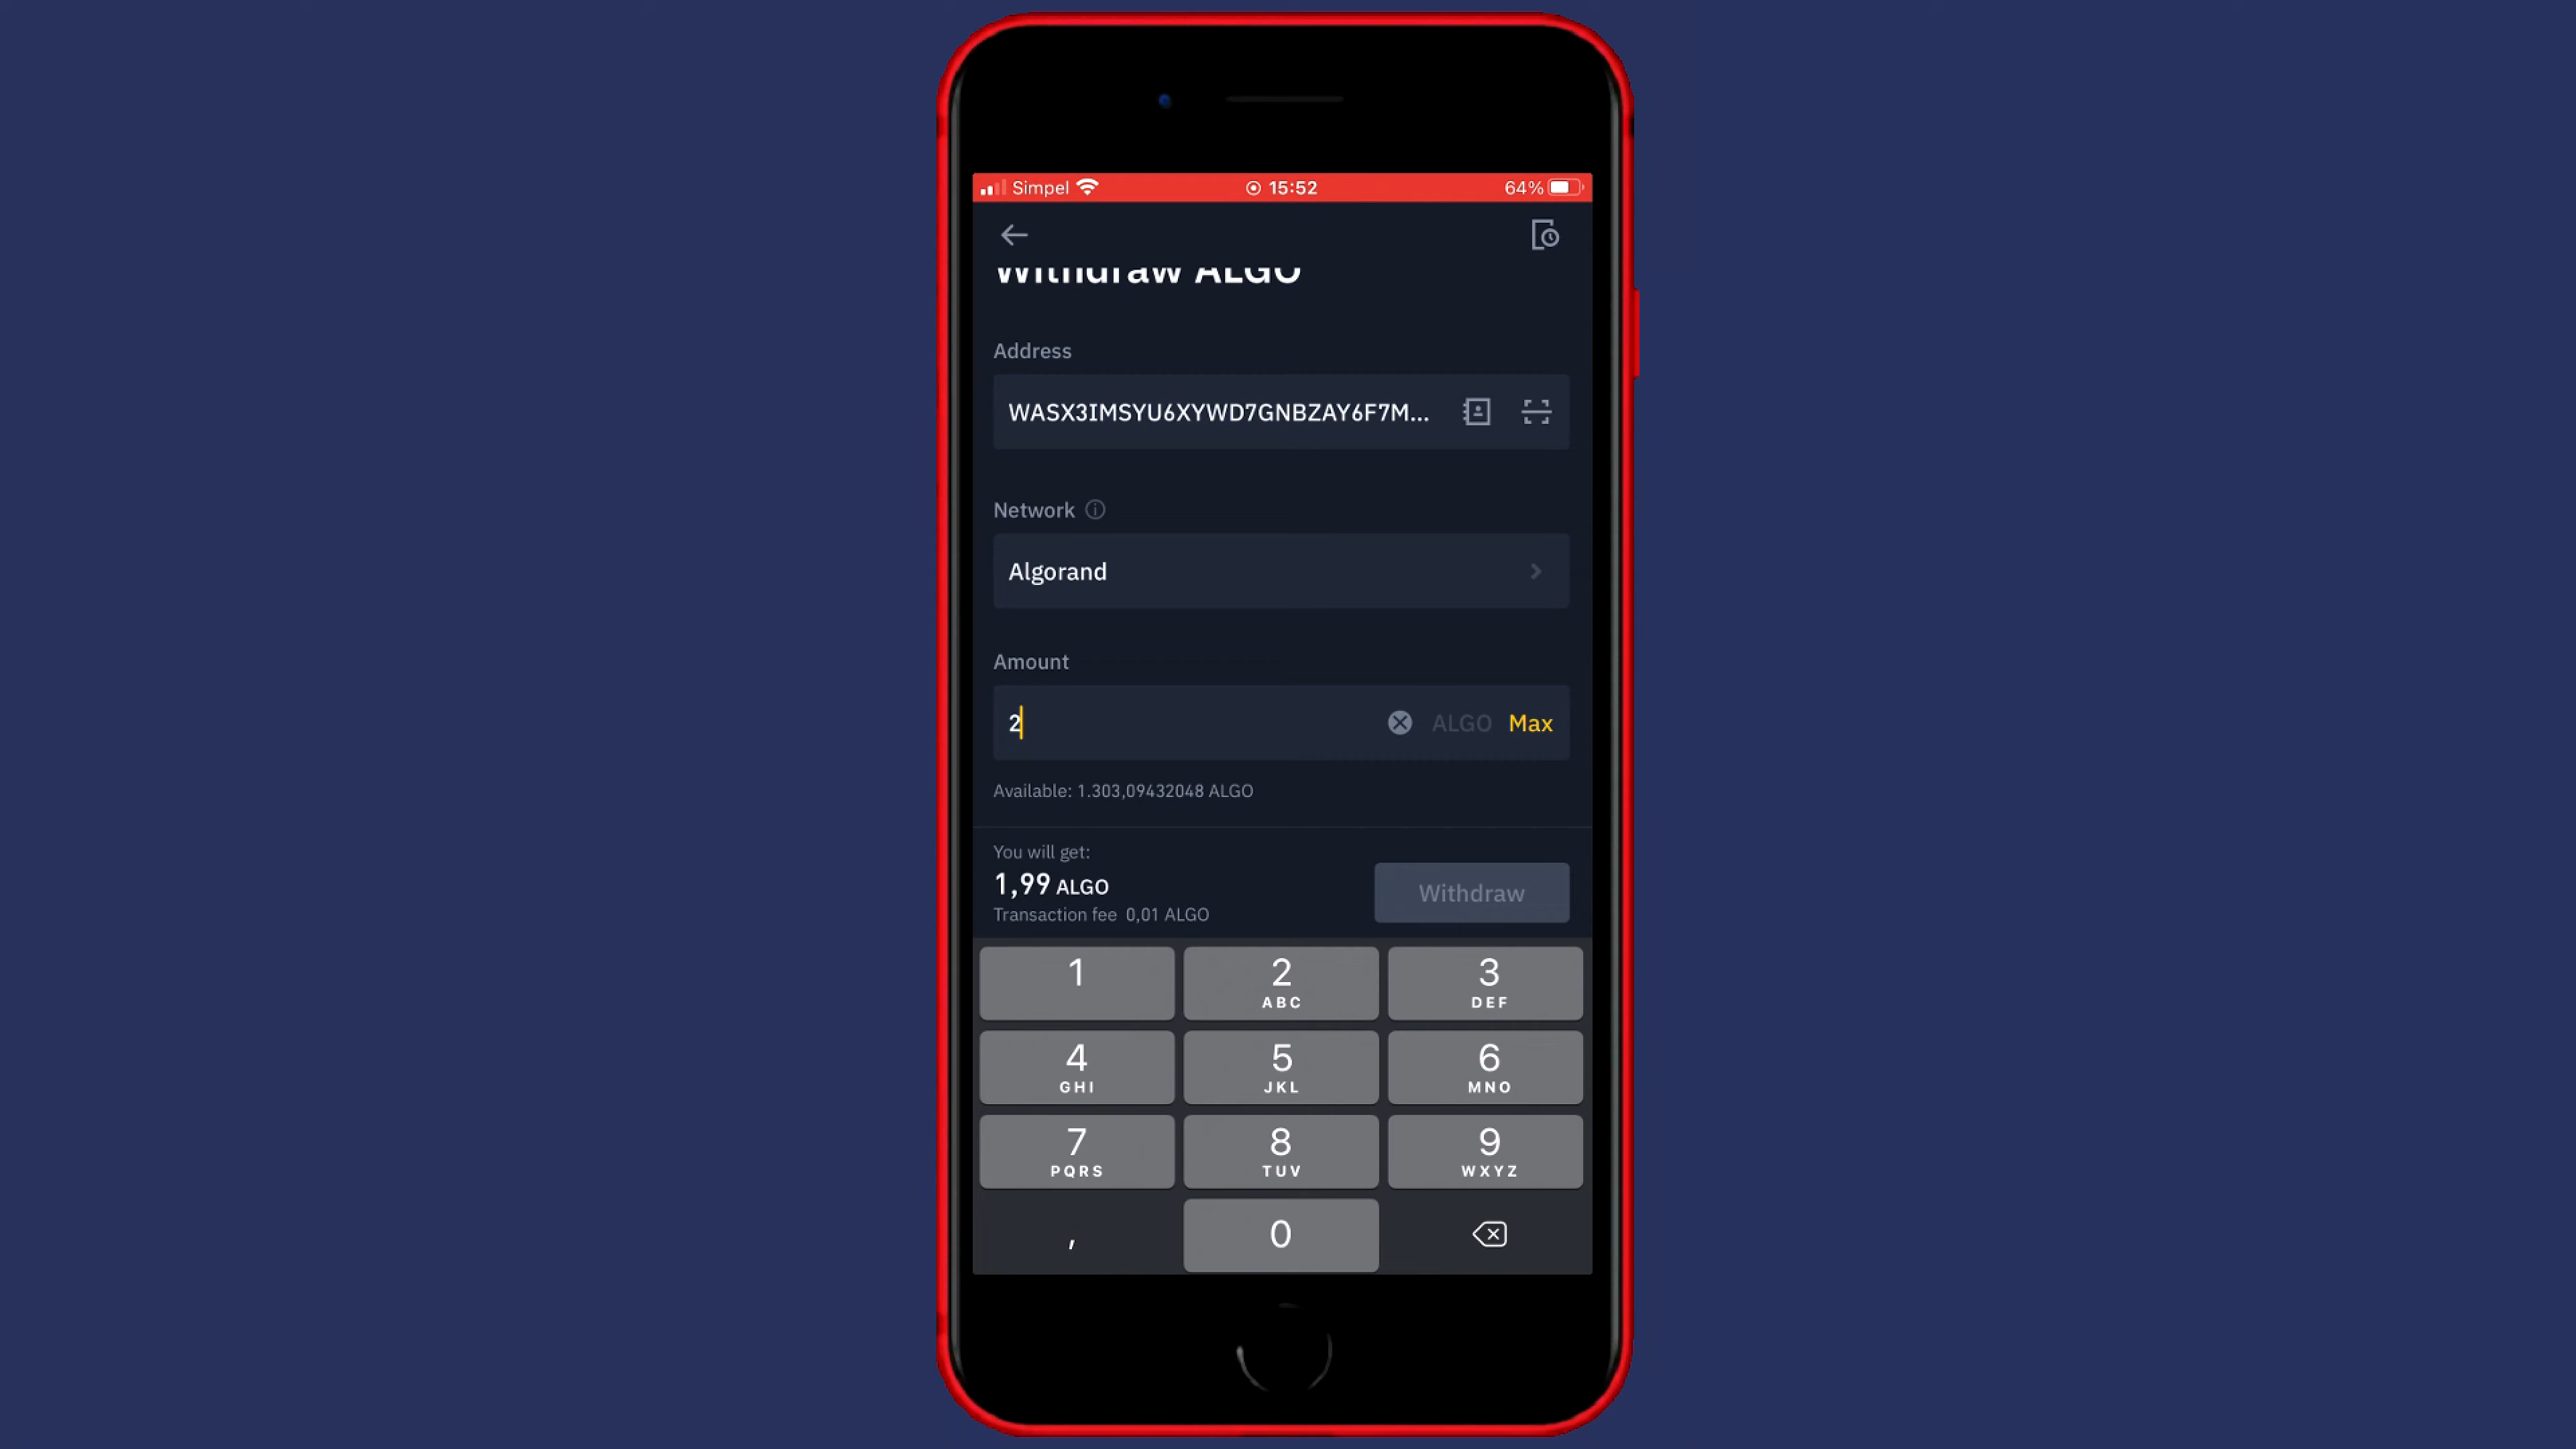 Simpel 15:52 64%
Withdraw ALGO
Address
WASX3IMSYU6XYWD7GNBZAY6F7M...
Network
Algorand
Amount
2 ALGO Max
Available: 1.303,09432048 ALGO
You will get:
1,99 ALGO
Withdraw
Transaction fee 0,01 ALGO
1 2 3
ABC DEF
4 5 6
GHI JKL MNO
7 8 9
PQRS TUV WXYZ
, 0